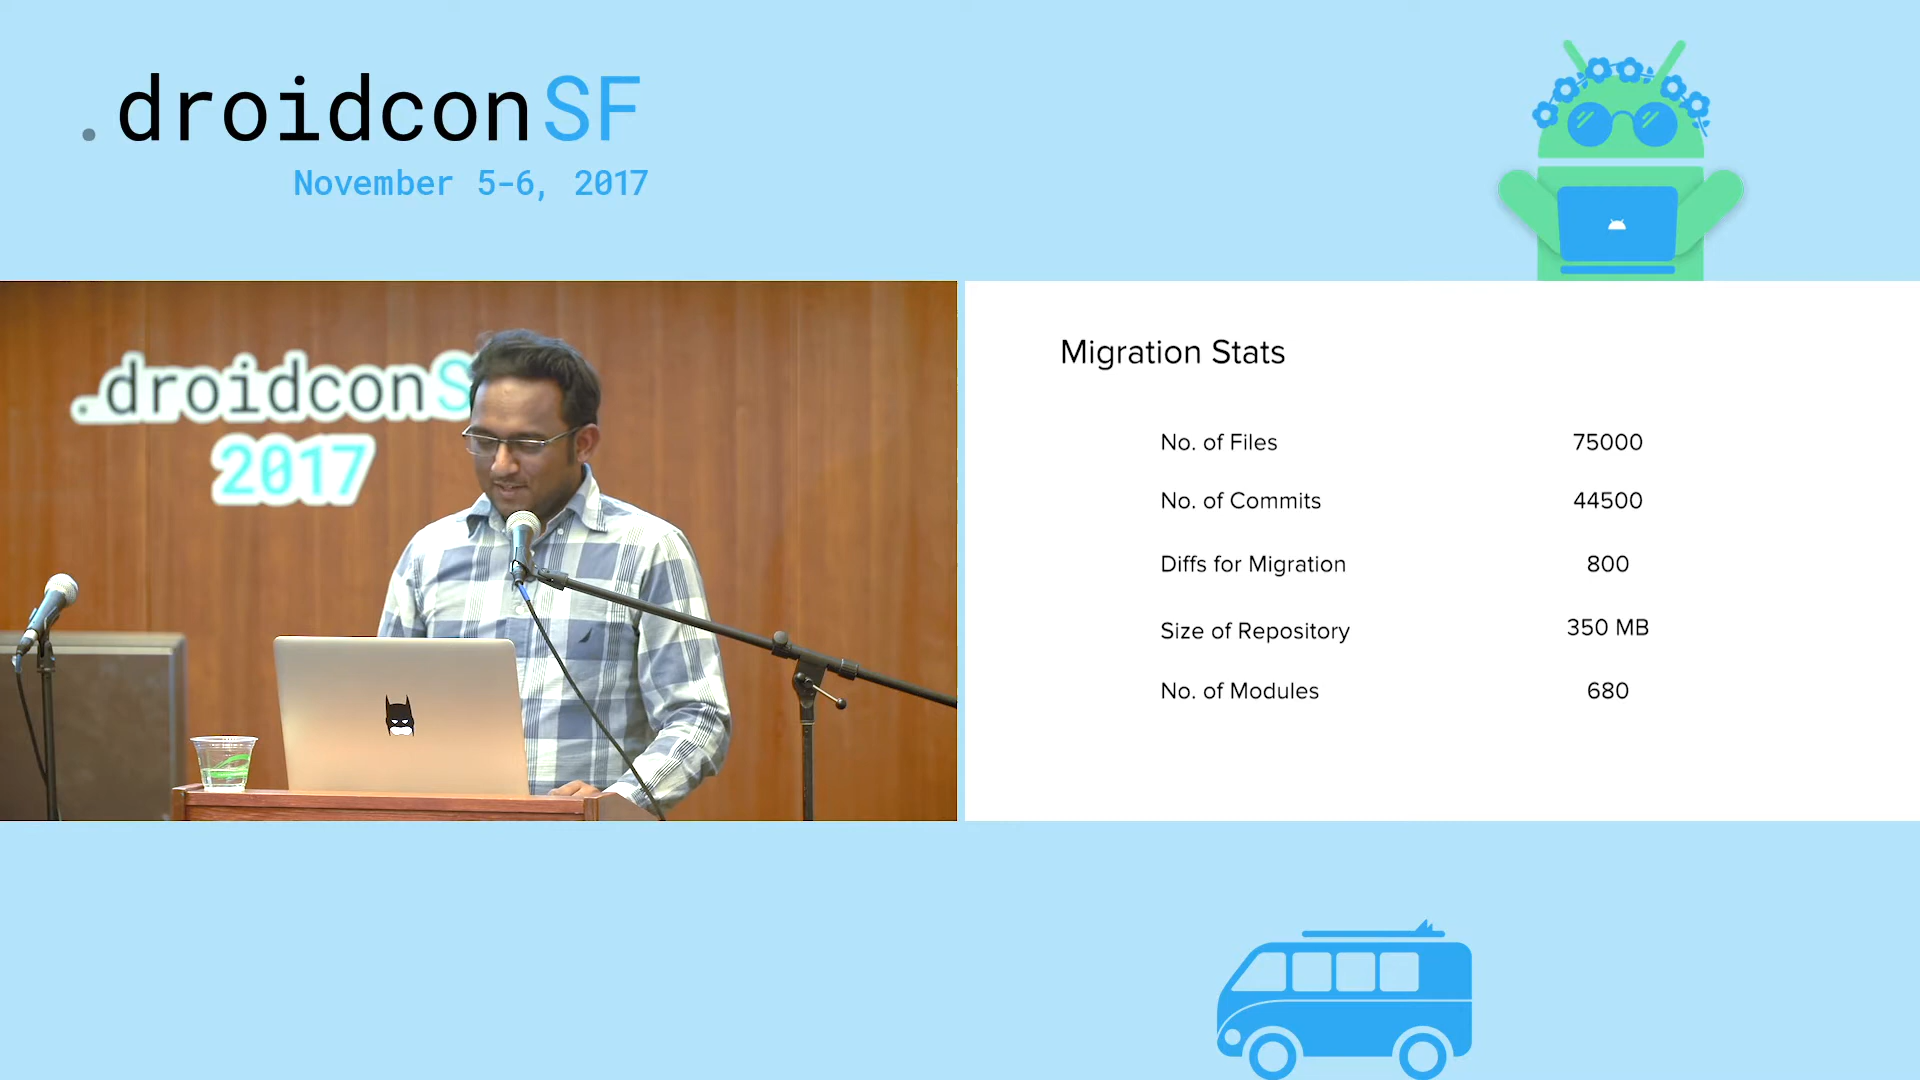 .droidconSF
November 5-6, 2017
.droidconS
2017
Migration Stats
No. of Files 75000
No. of Commits 44500
Diffs for Migration 800
Size of Repository 350 MB
No. of Modules 680